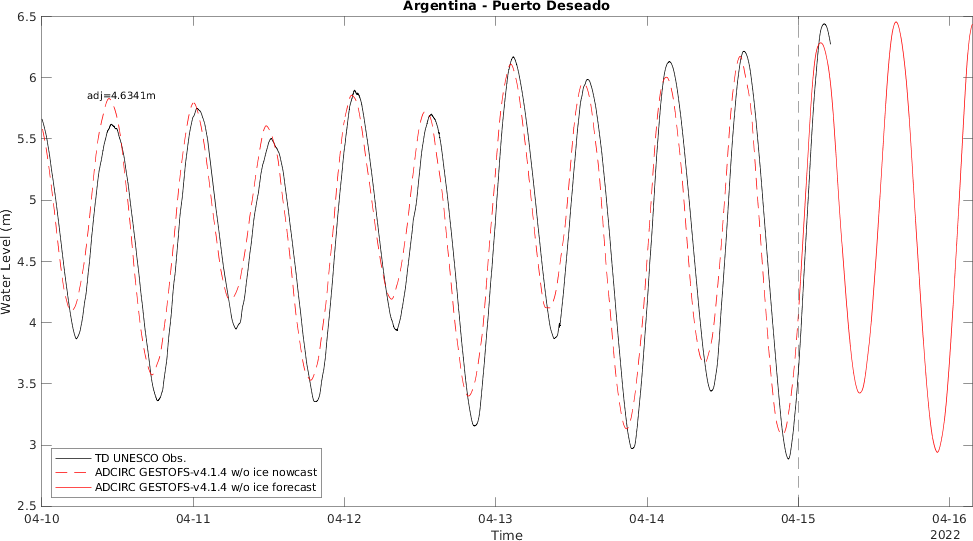 Argentina - Puerto Deseado
6.5
6
5.5
5
4.5
4
3.5
3
2.5
Water Level (m)
adj=4.6341m
TD UNESCO Obs.
ADCIRC GESTOFS-v4.1.4 w/o ice nowcast
ADCIRC GESTOFS-v4.1.4 w/o ice forecast
04-10 04-11 04-12 04-13 04-14 04-15 04-16
2022
Time